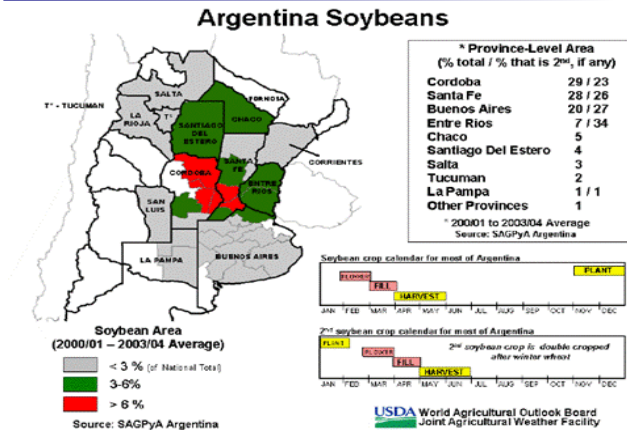 Argentina Soybeans
* Province-Level Area
(% total / % that is 2nd, if any)
Cordoba 29 / 23
Santa Fe 28 / 26
Buenos Aires 20 / 27
Entre Rios 7 / 34
Chaco 5
Santiago Del Estero 4
Salta 3
Tucuman 2
La Pampa 1 / 1
Other Provinces 1
* 200/01 to 2003/04 Average
Source: SAGPyA Argentina
SALTA
FORMOSA
T* - TUCUMAN
CHACO
LA
RIOJA
T*
SANTIAGO
DEL
ESTERO
CORRIENTES
CORDOBA
SANTA
FE
ENTRE
RIOS
SAN
LUIS
LA PAMPA
BUENOS AIRES
Soybean crop calendar for most of Argentina
PLANT
FLOWER
FILL
HARVEST
JAN FEB MAR APR MAY JUN JUL AUG SEP OCT NOV DEC
2nd soybean crop calendar for most of Argentina
PLANT
FLOWER
2nd soybean crop is double cropped
after winter wheat
FILL
HARVEST
JAN FEB MAR APR MAY JUN JUL AUG SEP OCT NOV DEC
Soybean Area
(2000/01 – 2003/04 Average)
< 3 % (of National Total)
3-6%
> 6 %
Source: SAGPyA Argentina
USDA World Agricultural Outlook Board
Joint Agricultural Weather Facility